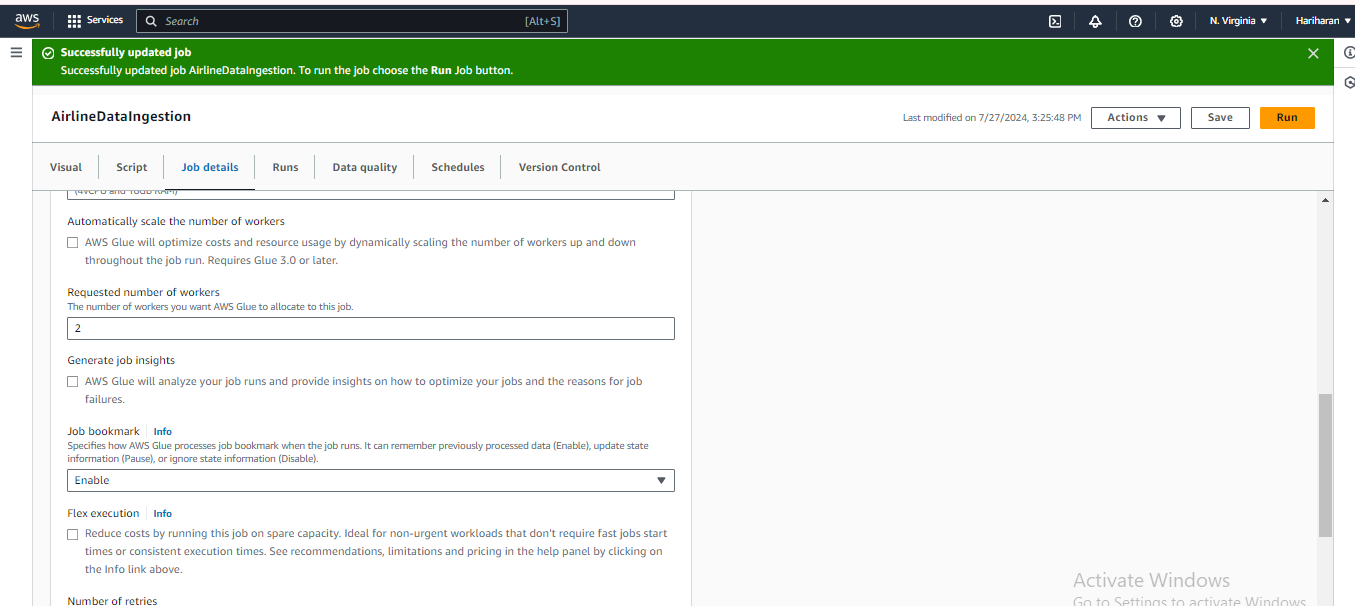 aws
Services
Search
[Alt+S]
N. Virginia
Hariharan
Successfully updated job
Successfully updated job AirlineDataIngestion. To run the job choose the Run Job button.
AirlineDataIngestion
Last modified on 7/27/2024, 3:25:48 PM
Actions
Save
Run
Visual
Script
Job details
Runs
Data quality
Schedules
Version Control
(4vCPU and 16GB RAM)
Automatically scale the number of workers
AWS Glue will optimize costs and resource usage by dynamically scaling the number of workers up and down
throughout the job run. Requires Glue 3.0 or later.
Requested number of workers
The number of workers you want AWS Glue to allocate to this job.
2
Generate job insights
AWS Glue will analyze your job runs and provide insights on how to optimize your jobs and the reasons for job
failures.
Job bookmark
Info
Specifies how AWS Glue processes job bookmark when the job runs. It can remember previously processed data (Enable), update state
information (Pause), or ignore state information (Disable).
Enable
Flex execution
Info
Reduce costs by running this job on spare capacity. Ideal for non-urgent workloads that don't require fast jobs start
times or consistent execution times. See recommendations, limitations and pricing in the help panel by clicking on
the Info link above.
Number of retries
Activate Windows
Go to Settings to activate Windows.